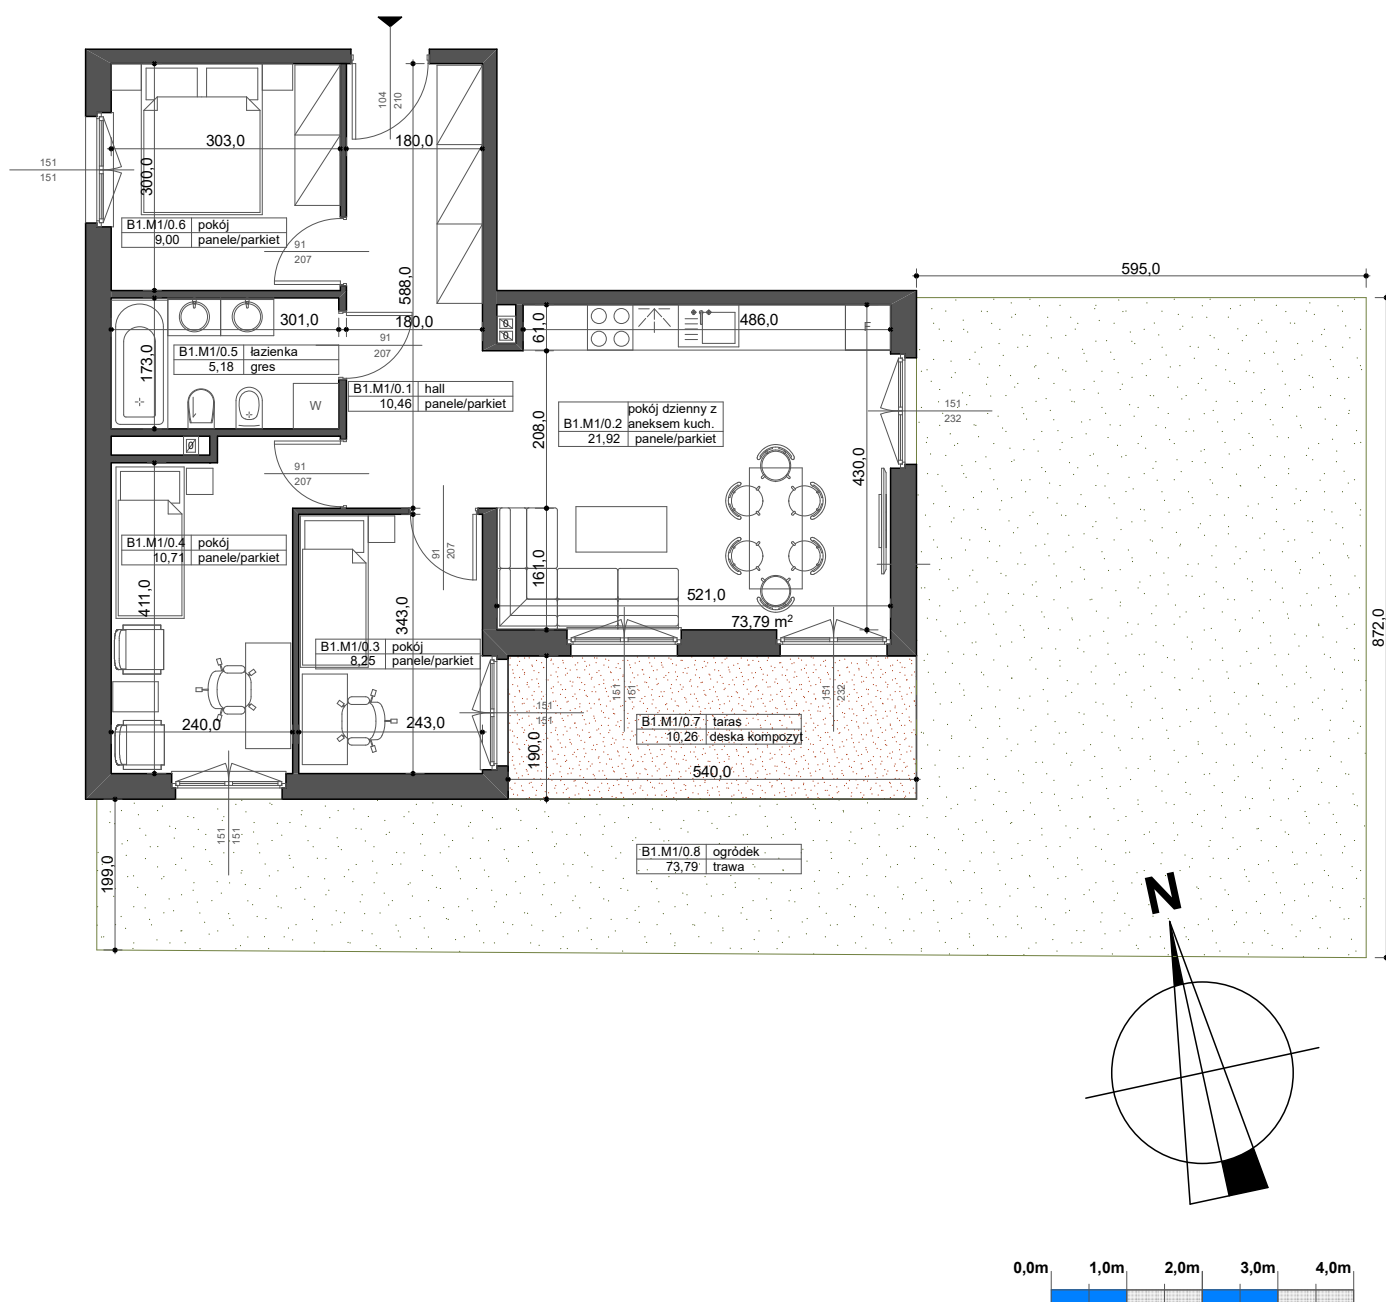 104
210
303,0
180,0
300,0
151
151
B1.M1/0.6 pokój
9,00 panele/parkiet
91
207
588,0
595,0
301,0
180,0
61,0
486,0
F
173,0
B1.M1/0.5 łazienka
5,18 gres
91
207
W
B1.M1/0.1 hall
10,46 panele/parkiet
pokój dzienny z
B1.M1/0.2 aneksem kuch.
21,92 panele/parkiet
151
232
208,0
430,0
91
207
91
207
B1.M1/0.4 pokój
10,71 panele/parkiet
411,0
161,0
343,0
521,0
73,79 m²
872,0
B1.M1/0.3 pokój
8,25 panele/parkiet
151
151
151
232
151
151
B1.M1/0.7 taras
10,26 deska kompozyt
240,0
243,0
190,0
540,0
151
151
199,0
B1.M1/0.8 ogródek
73,79 trawa
N
0,0m 1,0m 2,0m 3,0m 4,0m